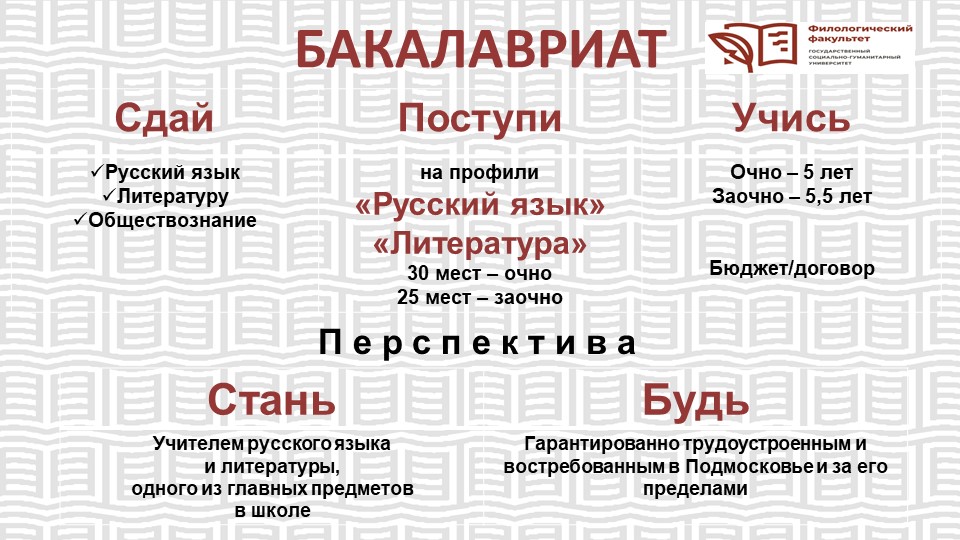 БАКАЛАВРИАТ
Филологический
факультет
ГОСУДАРСТВЕННЫЙ
СОЦИАЛЬНО-ГУМАНИТАРНЫЙ
УНИВЕРСИТЕТ
Сдай
✓Русский язык
✓Литературу
✓Обществознание
Поступи
на профили
«Русский язык»
«Литература»
30 мест – очно
25 мест – заочно
Учись
Очно – 5 лет
Заочно – 5,5 лет
Бюджет/договор
П е р с п е к т и в а
Стань
Учителем русского языка
и литературы,
одного из главных предметов
в школе
Будь
Гарантированно трудоустроенным и
востребованным в Подмосковье и за его
пределами